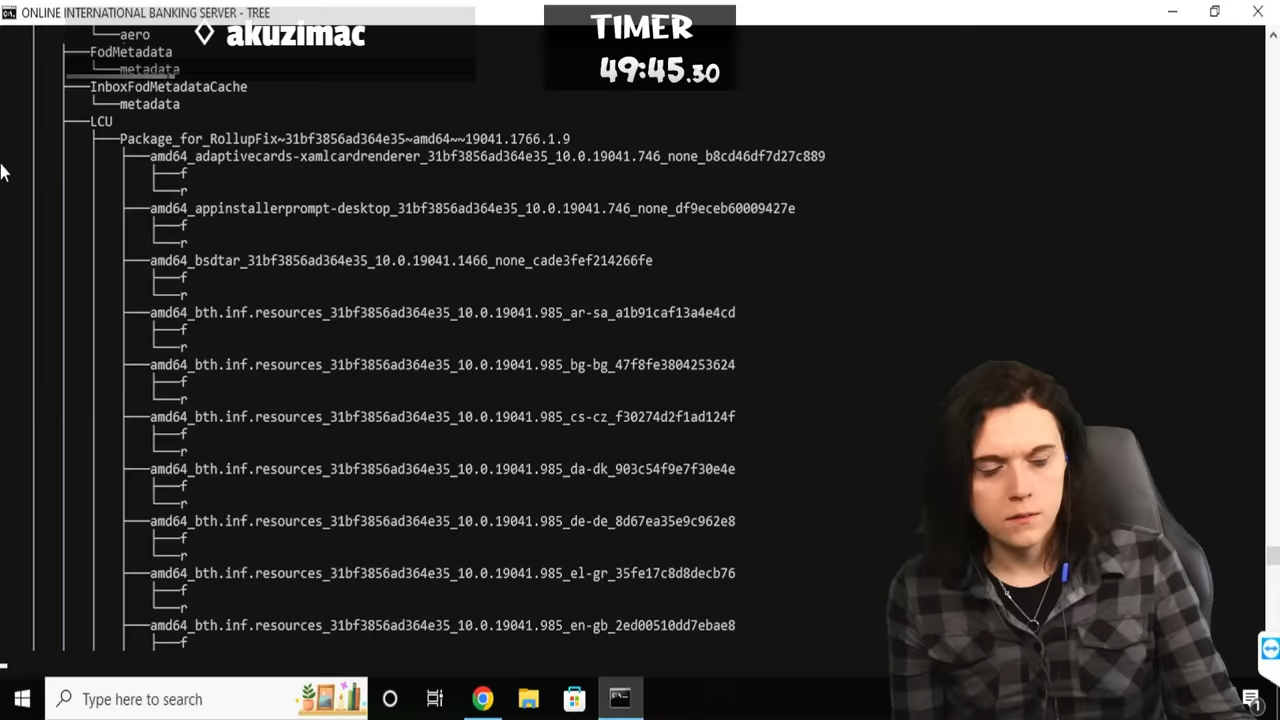 ONLINE INTERNATIONAL BANKING SERVER - TREE
akuzimac
TIMER
49:45.30
aero
FodMetadata
metadata
InboxFodMetadataCache
metadata
LCU
Package_for_RollupFix~31bf3856ad364e35~amd64~~19041.1766.1.9
amd64_adaptivecards-xamlcardrenderer_31bf3856ad364e35_10.0.19041.746_none_b8cd46df7d27c889
f
r
amd64_appinstallerprompt-desktop_31bf3856ad364e35_10.0.19041.746_none_df9eceb60009427e
f
r
amd64_bsdtar_31bf3856ad364e35_10.0.19041.1466_none_cade3fef214266fe
f
r
amd64_bth.inf.resources_31bf3856ad364e35_10.0.19041.985_ar-sa_a1b91caf13a4e4cd
f
r
amd64_bth.inf.resources_31bf3856ad364e35_10.0.19041.985_bg-bg_47f8fe3804253624
f
r
amd64_bth.inf.resources_31bf3856ad364e35_10.0.19041.985_cs-cz_f30274d2f1ad124f
f
r
amd64_bth.inf.resources_31bf3856ad364e35_10.0.19041.985_da-dk_903c54f9e7f30e4e
f
r
amd64_bth.inf.resources_31bf3856ad364e35_10.0.19041.985_de-de_8d67ea35e9c962e8
f
r
amd64_bth.inf.resources_31bf3856ad364e35_10.0.19041.985_el-gr_35fe17c8d8decb76
f
r
amd64_bth.inf.resources_31bf3856ad364e35_10.0.19041.985_en-gb_2ed00510dd7ebae8
f
Type here to search
1